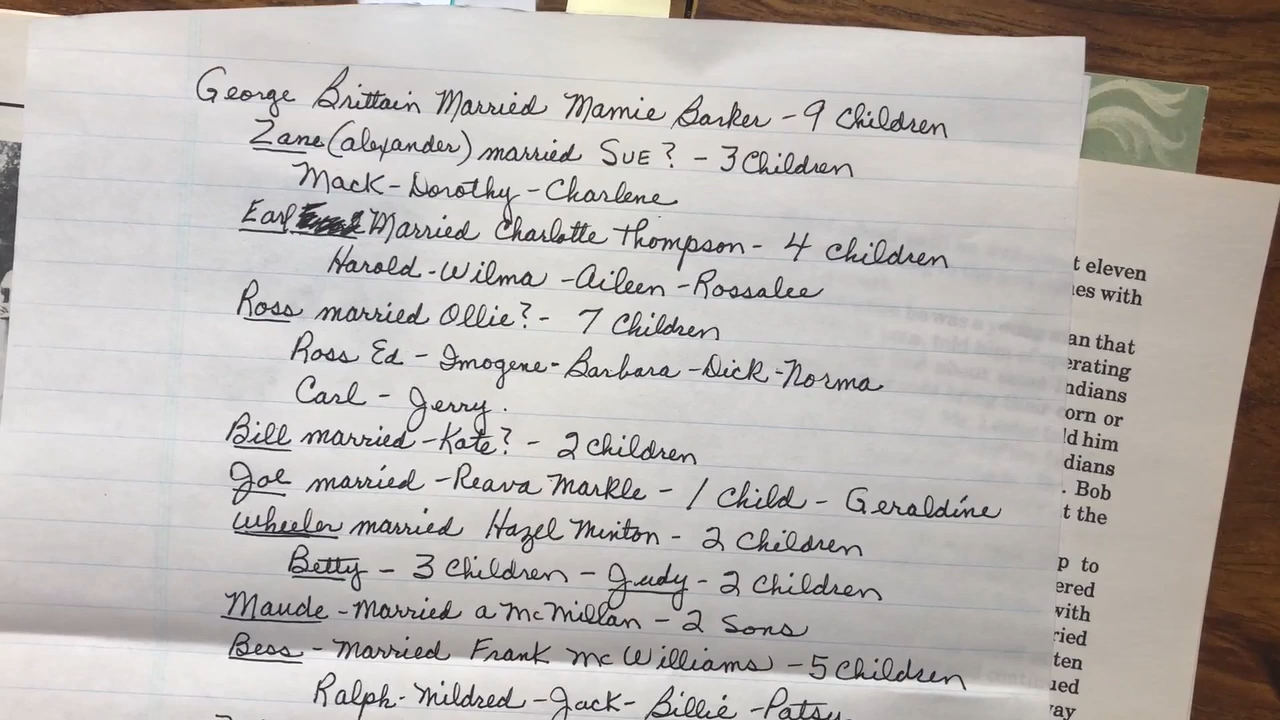 George Brittain Married Mamie Barker - 9 Children
Zane (alexander) married SUE? - 3 Children
Mack - Dorothy - Charlene
Earl Married Charlotte Thompson - 4 Children
Harold - Wilma - Aileen - Rossalee
Ross married Ollie? - 7 Children
Ross Ed - Imogene - Barbara - Dick - Norma
Carl - Jerry.
Bill married - Kate? - 2 Children
Joe married - Reava Markle - 1 Child - Geraldine
Wheeler married Hazel Minton - 2 Children
Betty - 3 Children - Judy - 2 Children
Maude - Married a McMillan - 2 Sons
Bess - Married Frank McWilliams - 5 Children
Ralph - Mildred - Jack - Billie - Patsy
t eleven
es with
an that
erating
ndians
orn or
ld him
dians
. Bob
t the
p to
ered
with
ried
ten
ued
vay